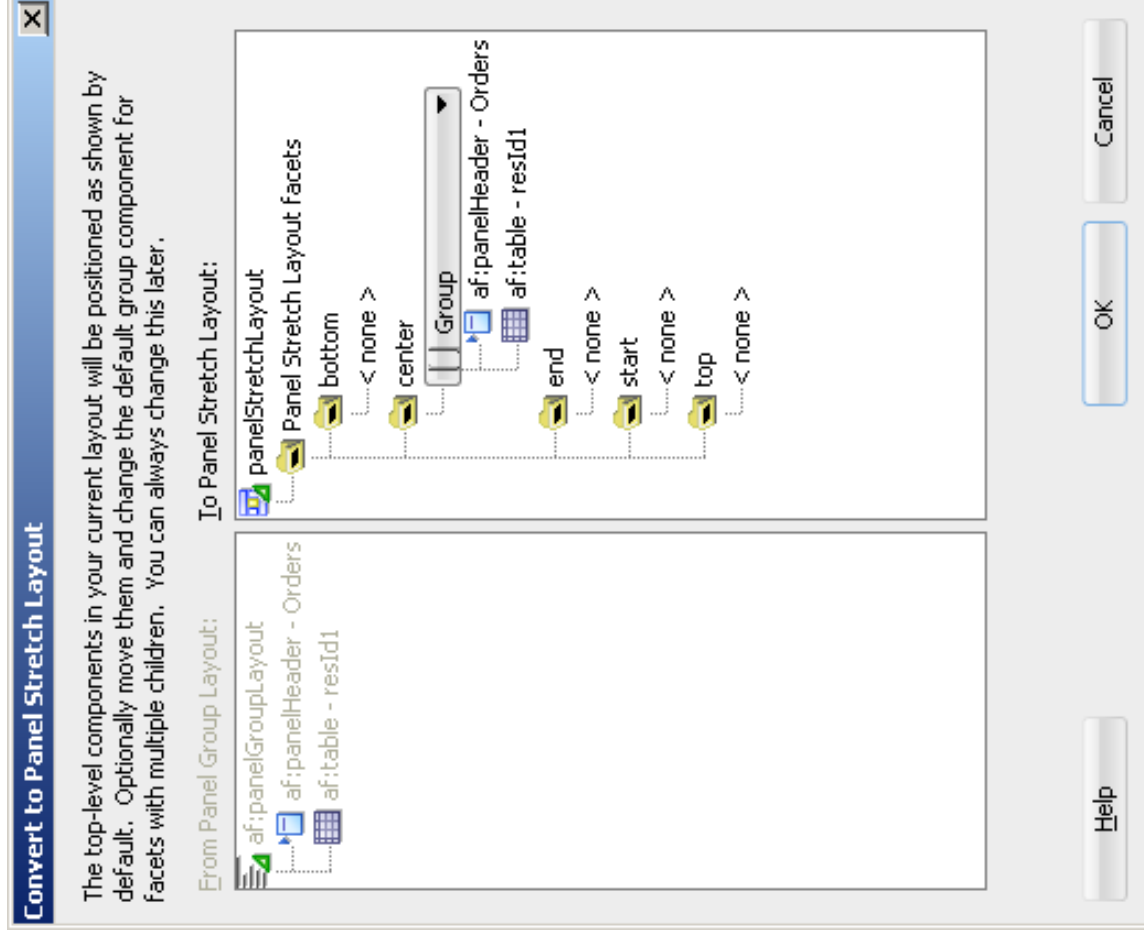 Convert to Panel Stretch Layout
The top-level components in your current layout will be positioned as shown by
default. Optionally move them and change the default group component for
facets with multiple children. You can always change this later.
From Panel Group Layout:
af:panelGroupLayout
af:panelHeader - Orders
af:table - resId1
To Panel Stretch Layout:
panelStretchLayout
Panel Stretch Layout facets
bottom
< none >
center
Group
af:panelHeader - Orders
af:table - resId1
end
< none >
start
< none >
top
< none >
Help
OK
Cancel